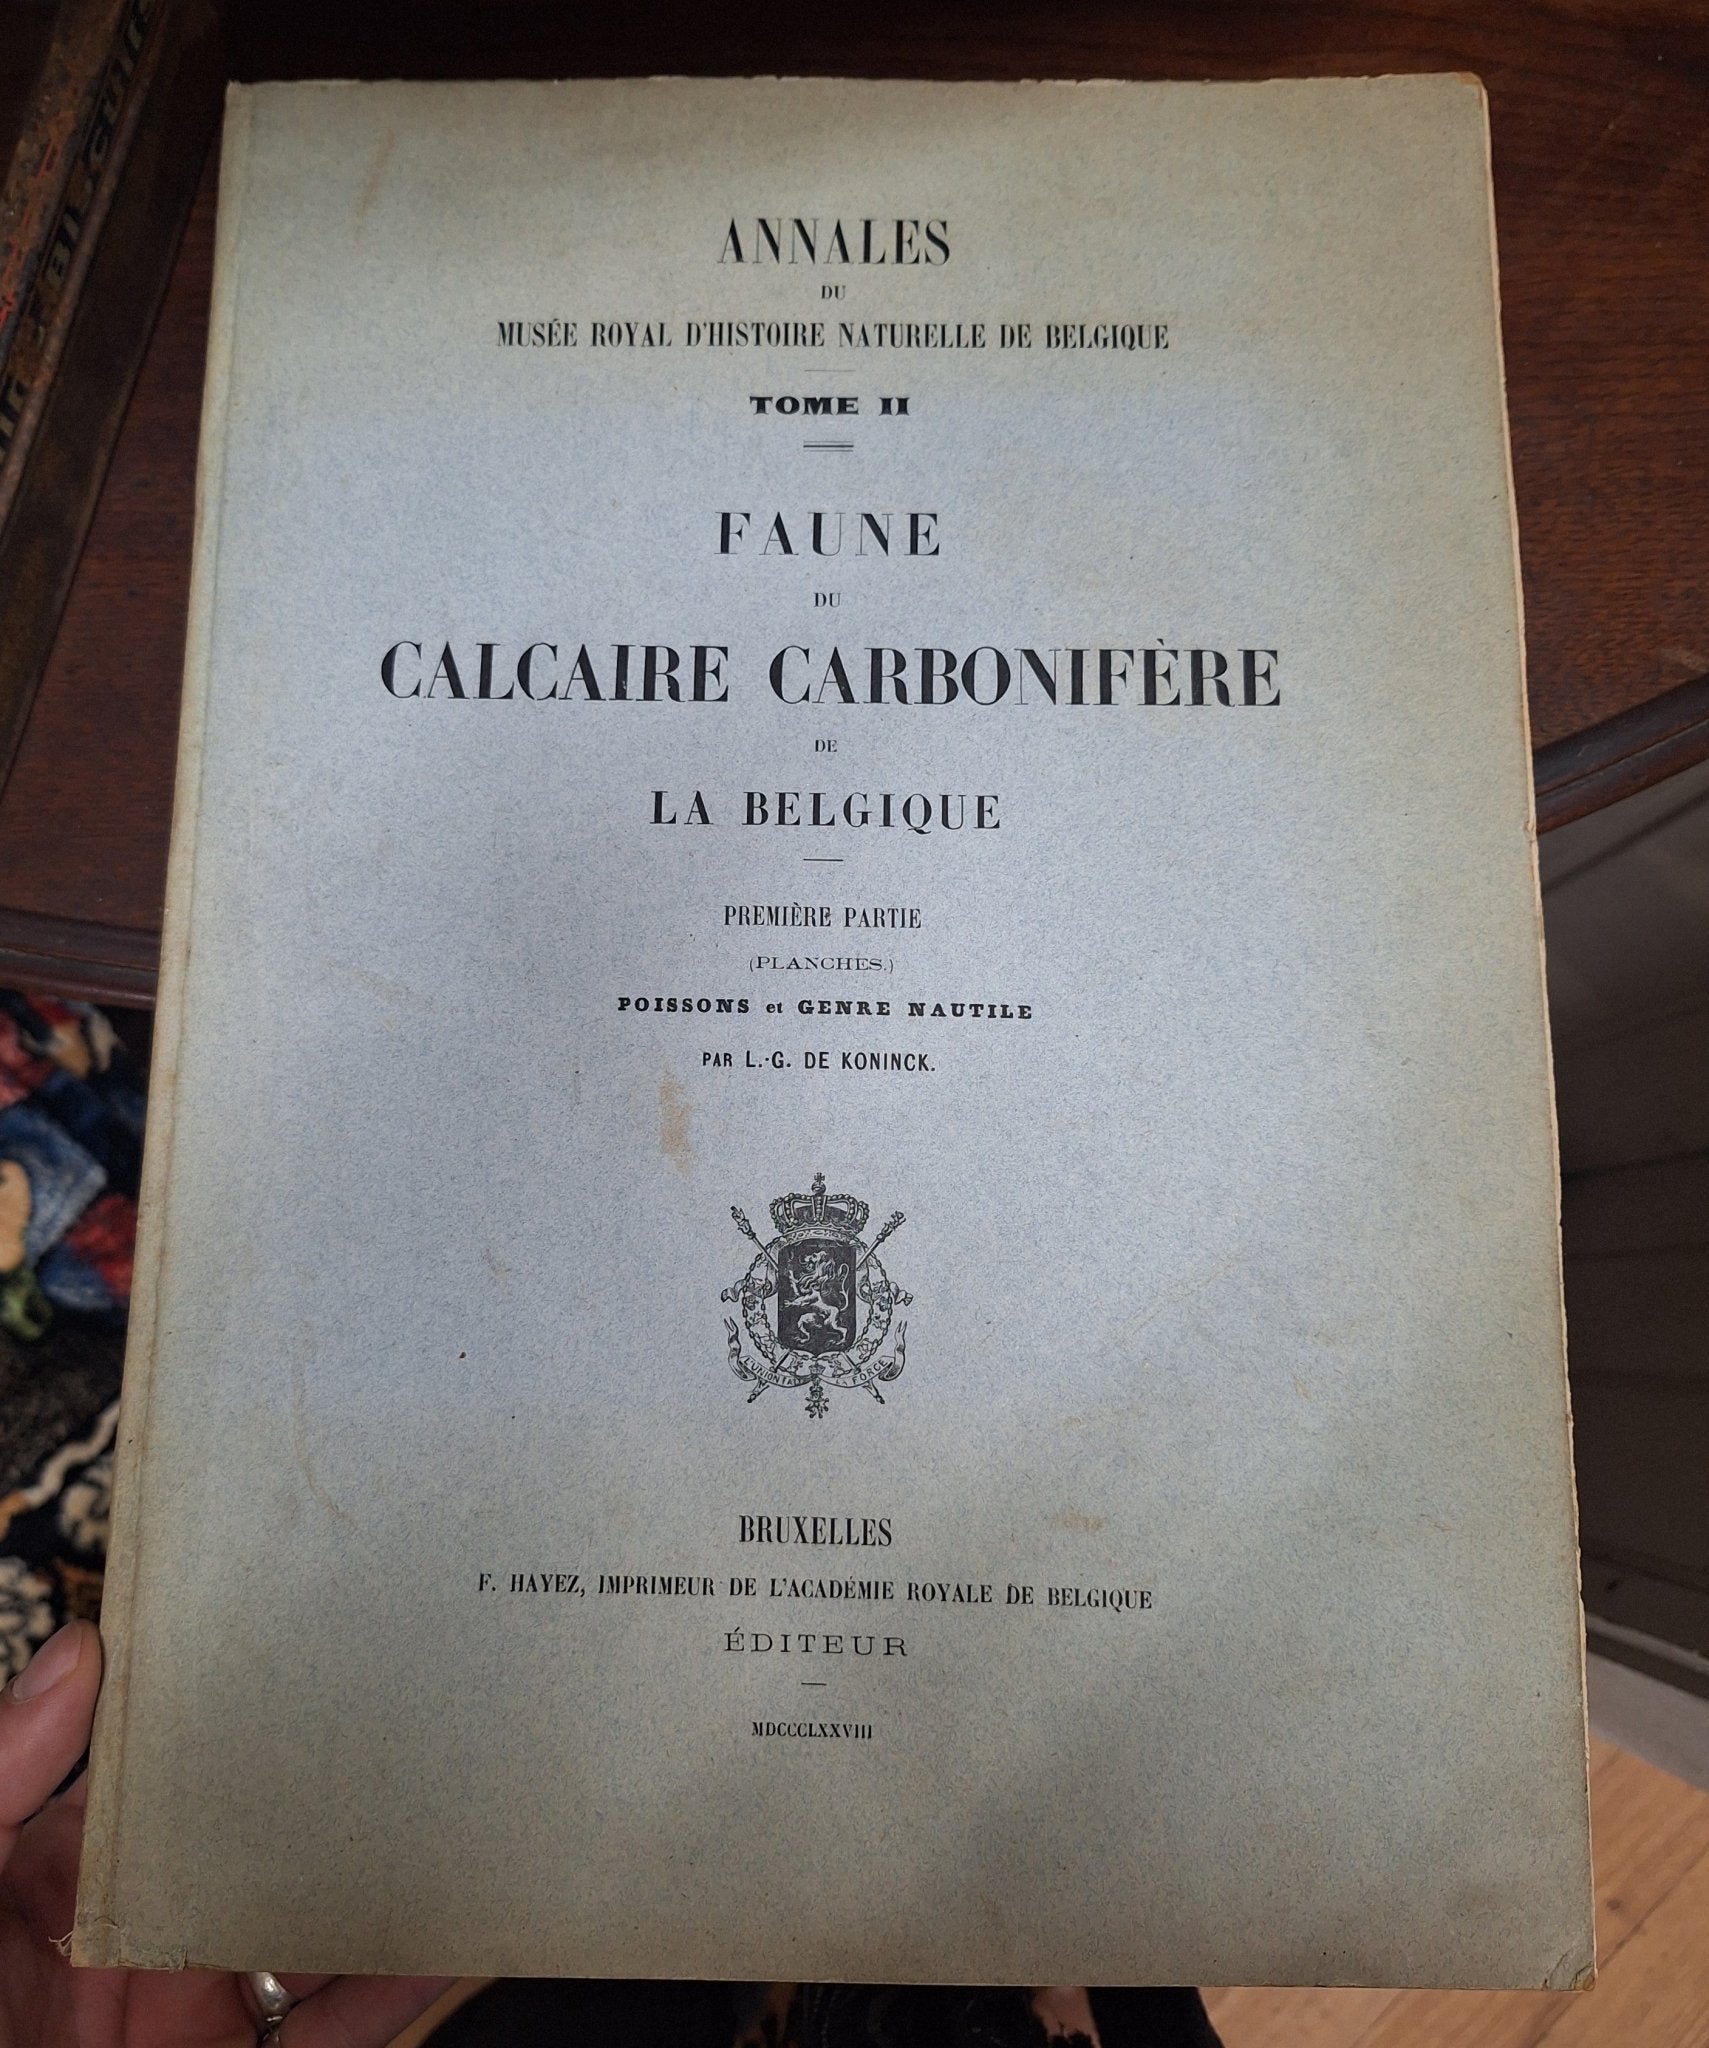 ANNALES
DU
MUSÉE ROYAL D'HISTOIRE NATURELLE DE BELGIQUE
TOME II
FAUNE
DU
CALCAIRE CARBONIFÈRE
DE
LA BELGIQUE
PREMIÈRE PARTIE
(PLANCHES.)
POISSONS et GENRE NAUTILE
PAR L.-G. DE KONINCK.
L'UNION FAIT LA FORCE
BRUXELLES
F. HAYEZ, IMPRIMEUR DE L'ACADÉMIE ROYALE DE BELGIQUE
ÉDITEUR
MDCCCLXXVIII